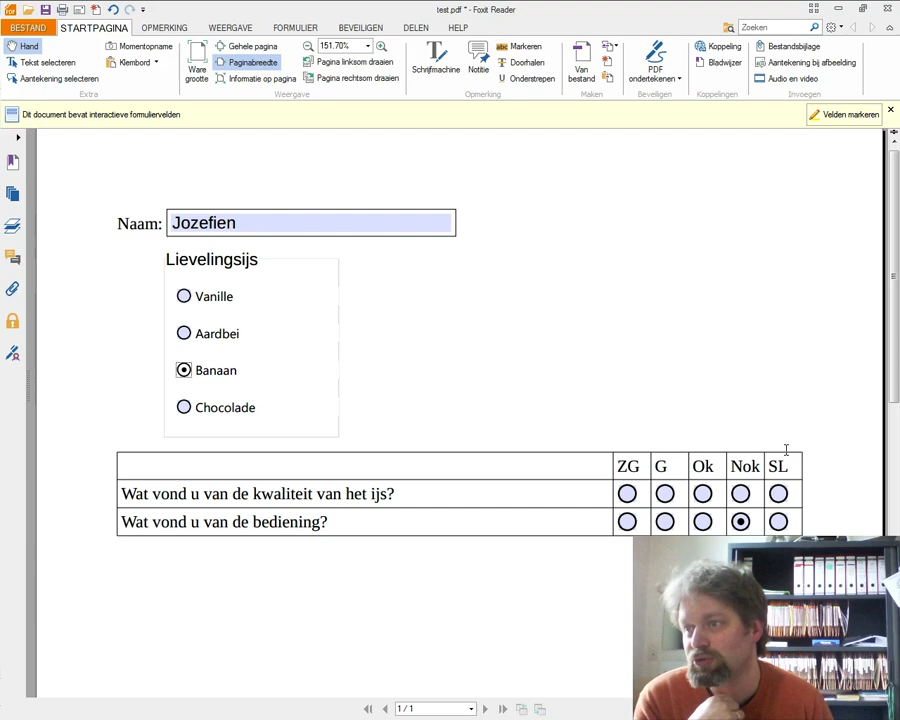 test.pdf * - Foxit Reader
BESTAND STARTPAGINA OPMERKING WEERGAVE FORMULIER BEVEILIGEN DELEN HELP
Zoeken
Hand
Tekst selecteren
Aantekening selecteren
Momentopname
Klembord
Extra
Ware grootte
Gehele pagina
Paginabreedte
Informatie op pagina
151.70%
Pagina linksom draaien
Pagina rechtsom draaien
Weergave
Schrijfmachine
Notitie
Markeren
Doorhalen
Onderstrepen
Opmerking
Van bestand
Maken
PDF ondertekenen
Beveiligen
Koppeling
Bladwijzer
Koppelingen
Bestandsbijlage
Aantekening bij afbeelding
Audio en video
Invoegen
Dit document bevat interactieve formuliervelden
Velden markeren
Naam: Jozefien
Lievelingsijs
Vanille
Aardbei
Banaan
Chocolade
ZG G Ok Nok SL
Wat vond u van de kwaliteit van het ijs?
Wat vond u van de bediening?
1 / 1